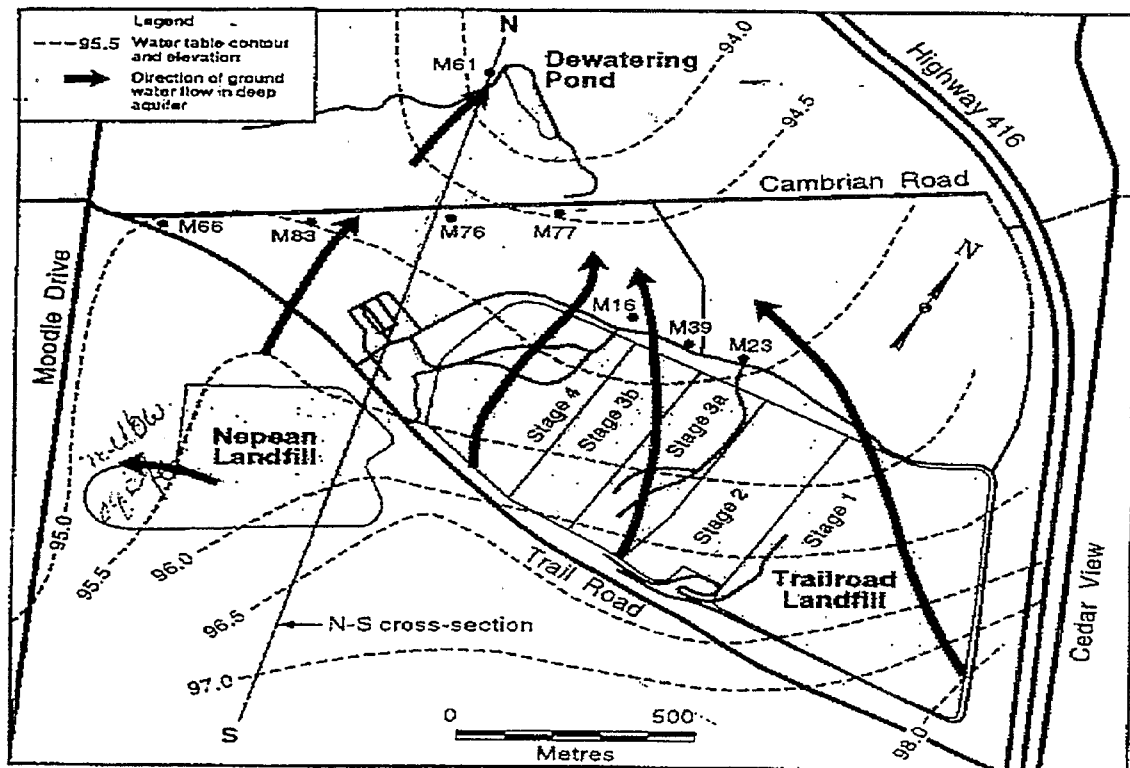 Legend
95.5 Water table contour
and elevation
Direction of ground
water flow in deep
aquifer
N
M61
Dewatering
Pond
94.0
94.5
Highway 416
Cambrian Road
M66
M83
M76
M77
Moodle Drive
N
M16
M39
M23
Stage 4
Stage 3b
Stage 3a
Stage 2
Stage 1
Nepean
Landfill
95.0
95.5
96.0
96.5
97.0
98.0
Trail Road
Trailroad
Landfill
Cedar View
N-S cross-section
S
0 500
Metres